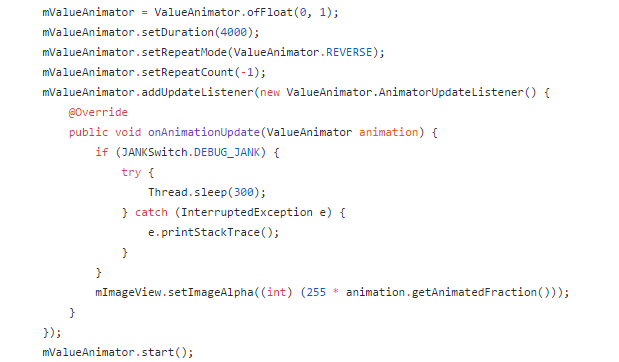 mValueAnimator = ValueAnimator.ofFloat(0, 1);
mValueAnimator.setDuration(4000);
mValueAnimator.setRepeatMode(ValueAnimator.REVERSE);
mValueAnimator.setRepeatCount(-1);
mValueAnimator.addUpdateListener(new ValueAnimator.AnimatorUpdateListener() {
    @Override
    public void onAnimationUpdate(ValueAnimator animation) {
        if (JANKSwitch.DEBUG_JANK) {
            try {
                Thread.sleep(300);
            } catch (InterruptedException e) {
                e.printStackTrace();
            }
        }
        mImageView.setImageAlpha((int) (255 * animation.getAnimatedFraction()));
    }
});
mValueAnimator.start();